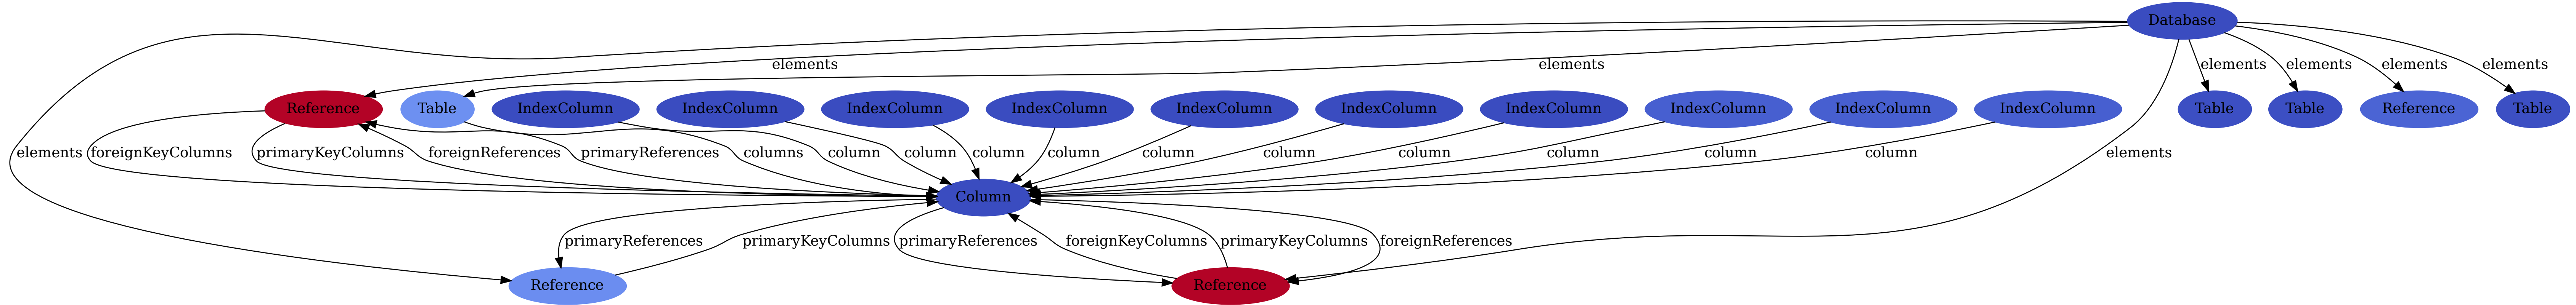 Database
elements
elements
elements
elements
elements
elements
Reference
Table
IndexColumn
IndexColumn
IndexColumn
IndexColumn
IndexColumn
IndexColumn
IndexColumn
IndexColumn
IndexColumn
IndexColumn
Table
Table
Reference
Table
elements
foreignKeyColumns
primaryKeyColumns
foreignReferences
primaryReferences
columns
column
column
column
column
column
column
column
column
column
column
elements
Column
primaryReferences
primaryKeyColumns
primaryReferences
foreignKeyColumns
primaryKeyColumns
foreignReferences
Reference
Reference